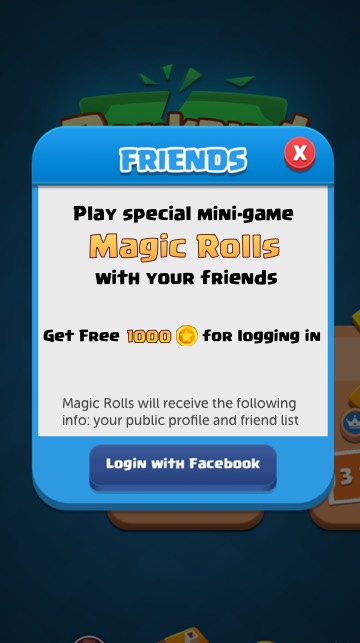 FRIENDS
X
Play special mini-game
Magic Rolls
with your friends
Get Free 1000 for logging in
Magic Rolls will receive the following
info: your public profile and friend list
Login with Facebook
3